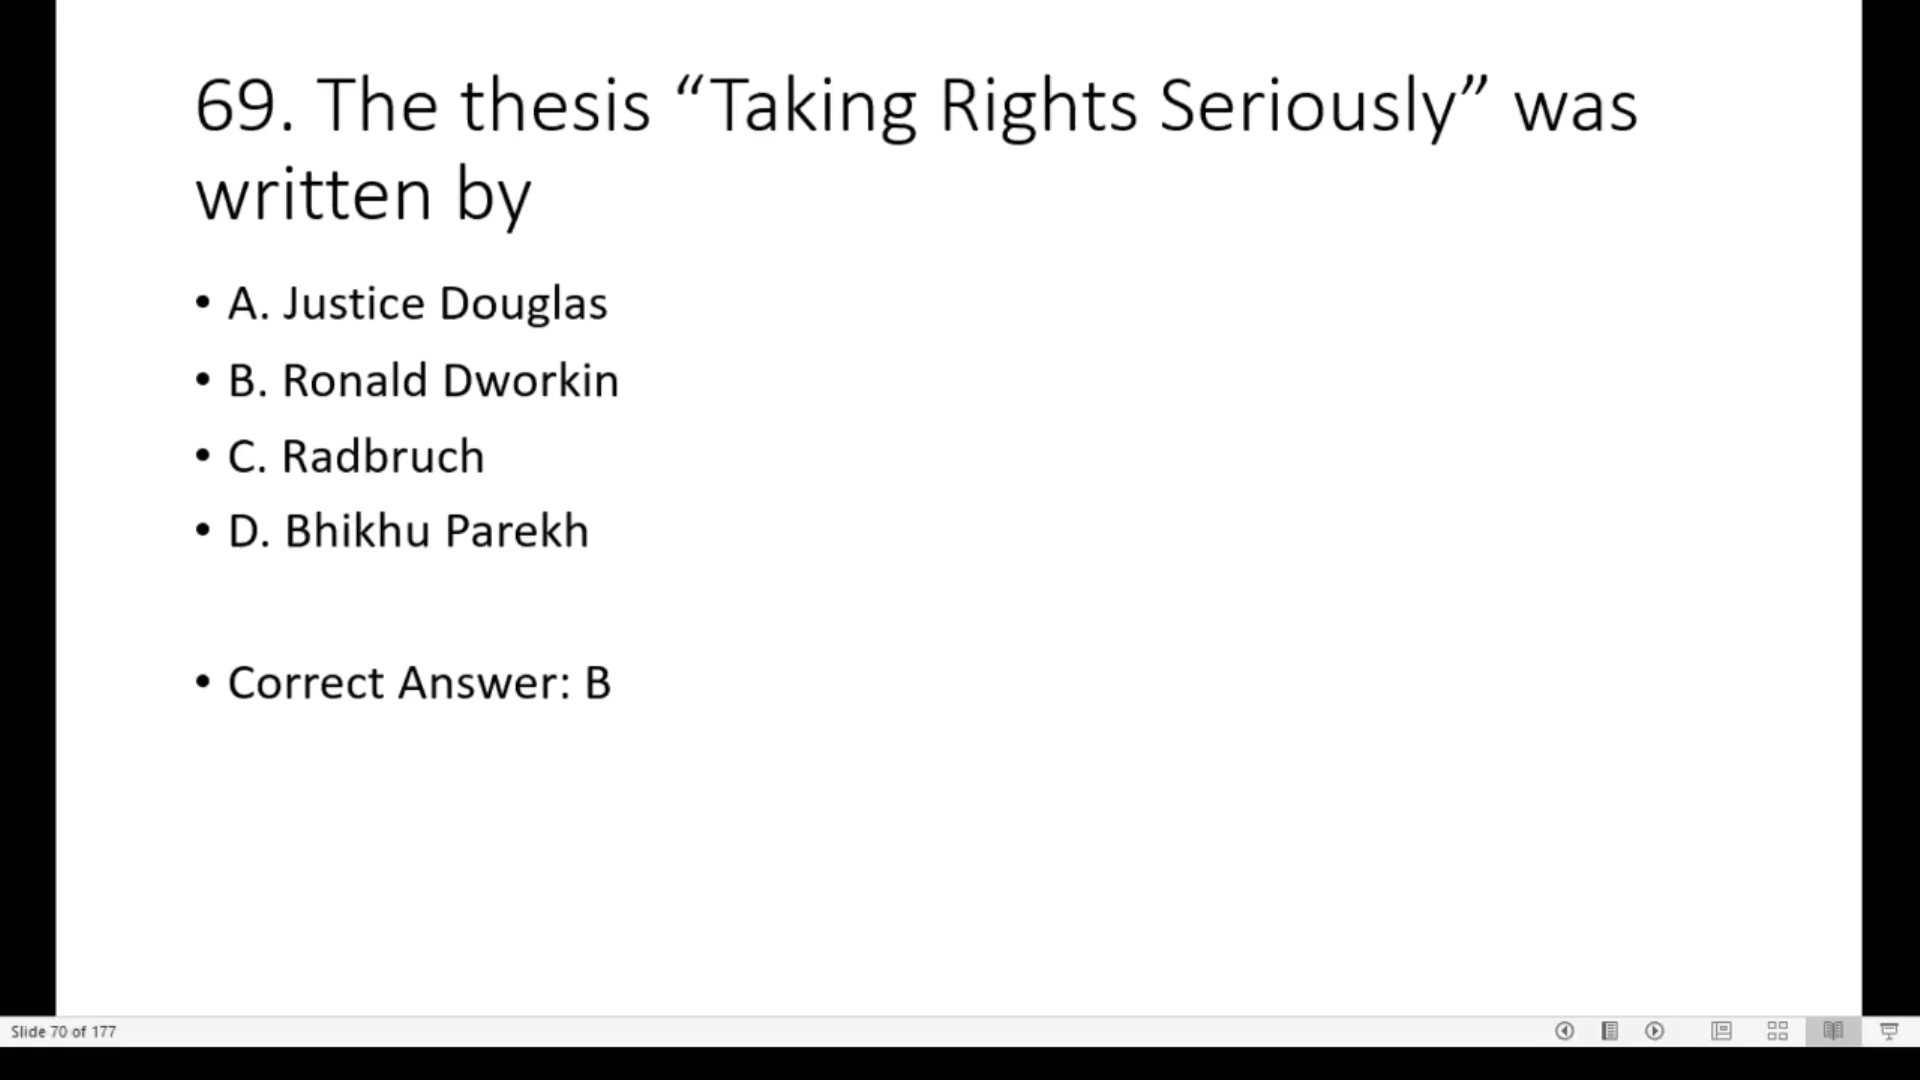 69. The thesis “Taking Rights Seriously” was
written by
• A. Justice Douglas
• B. Ronald Dworkin
• C. Radbruch
• D. Bhikhu Parekh
• Correct Answer: B
Slide 70 of 177